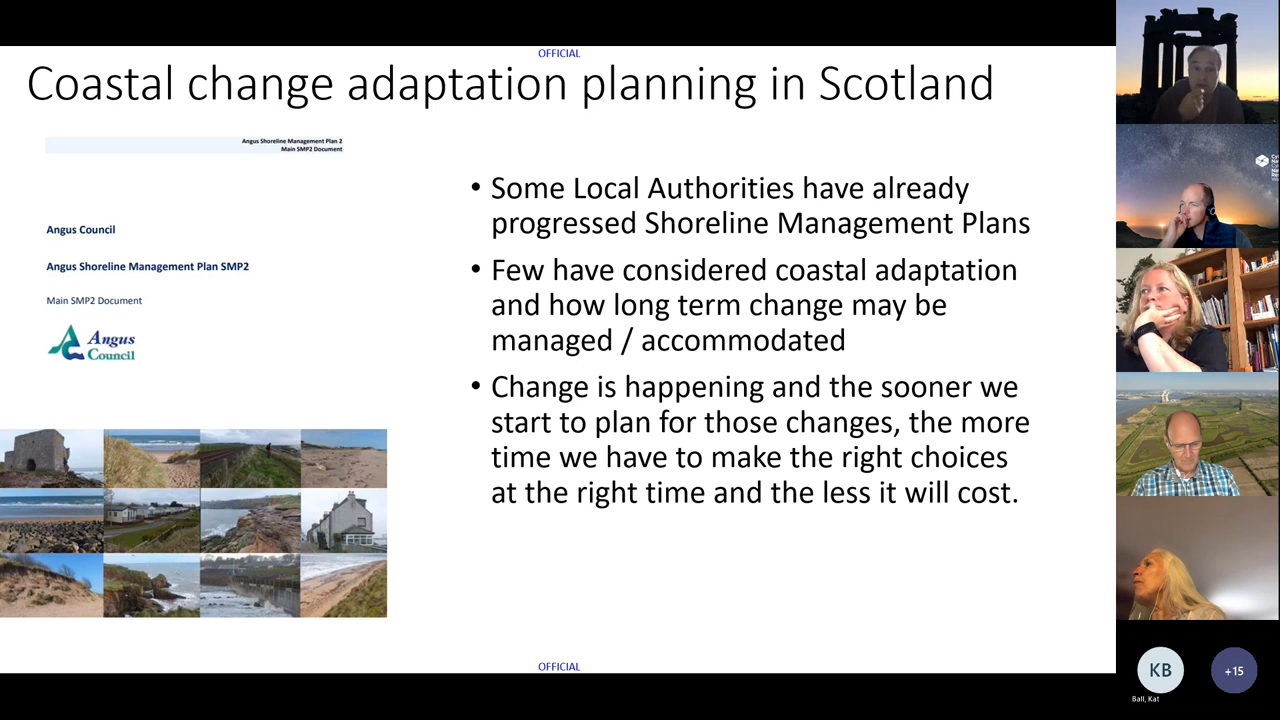 OFFICIAL
Coastal change adaptation planning in Scotland
Angus Shoreline Management Plan 2
Main SMP2 Document
Angus Council
Angus Shoreline Management Plan SMP2
Main SMP2 Document
Angus
Council
• Some Local Authorities have already
progressed Shoreline Management Plans
• Few have considered coastal adaptation
and how long term change may be
managed / accommodated
• Change is happening and the sooner we
start to plan for those changes, the more
time we have to make the right choices
at the right time and the less it will cost.
OFFICIAL
KB
+15
Ball, Kat